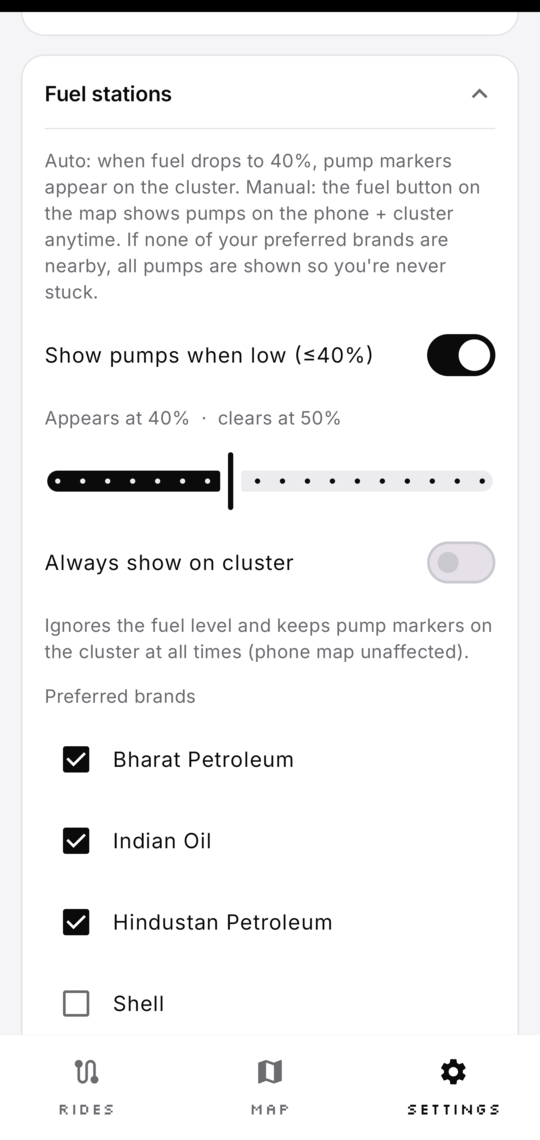 Fuel stations
Auto: when fuel drops to 40%, pump markers
appear on the cluster. Manual: the fuel button on
the map shows pumps on the phone + cluster
anytime. If none of your preferred brands are
nearby, all pumps are shown so you're never
stuck.
Show pumps when low (≤40%)
Appears at 40% · clears at 50%
Always show on cluster
Ignores the fuel level and keeps pump markers on
the cluster at all times (phone map unaffected).
Preferred brands
Bharat Petroleum
Indian Oil
Hindustan Petroleum
Shell
RIDES MAP SETTINGS